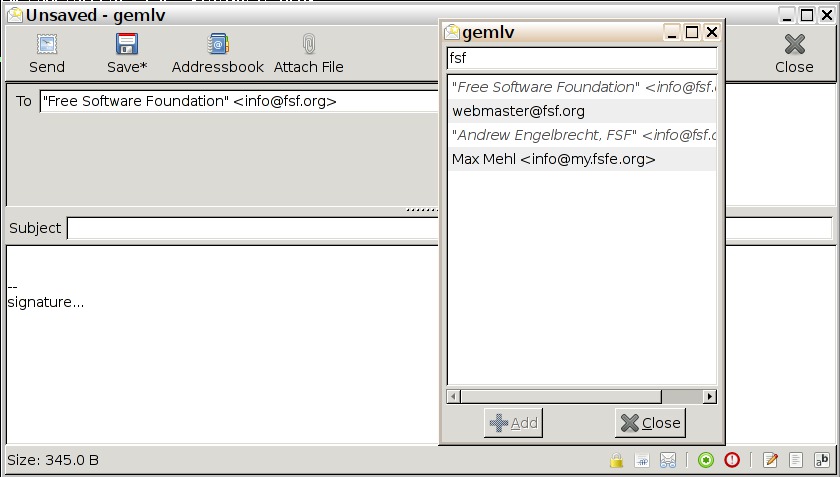 Unsaved - gemlv
Send
Save*
Addressbook
Attach File
Close
To
"Free Software Foundation" <info@fsf.org>
Subject
--
signature...
Size: 345.0 B
gemlv
fsf
"Free Software Foundation" <info@fsf.
webmaster@fsf.org
"Andrew Engelbrecht, FSF" <info@fsf.o
Max Mehl <info@my.fsfe.org>
Add
Close
ab